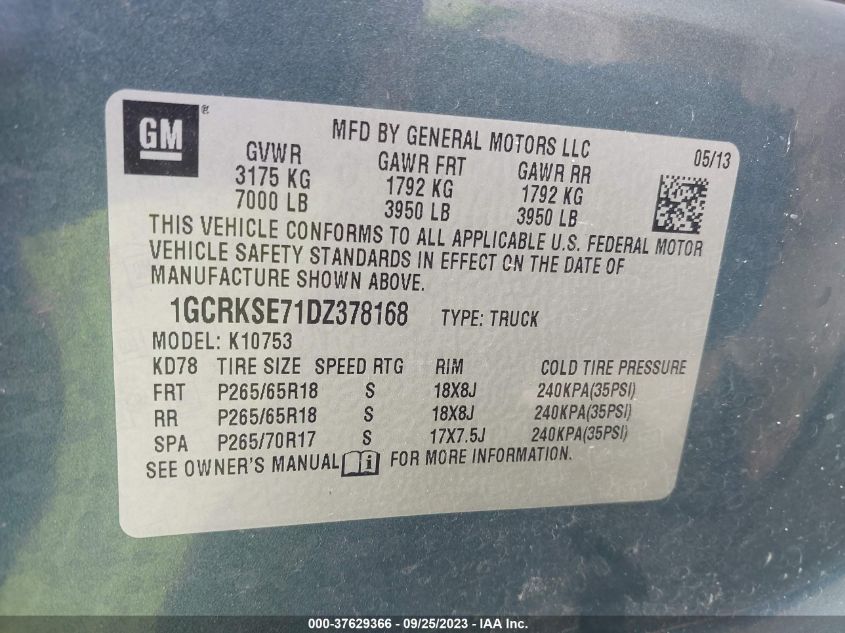 GM ®
MFD BY GENERAL MOTORS LLC 05/13
GVWR GAWR FRT GAWR RR
3175 KG 1792 KG 1792 KG
7000 LB 3950 LB 3950 LB
THIS VEHICLE CONFORMS TO ALL APPLICABLE U.S. FEDERAL MOTOR
VEHICLE SAFETY STANDARDS IN EFFECT ON THE DATE OF
MANUFACTURE SHOWN ABOVE.
1GCRKSE71DZ378168 TYPE: TRUCK
MODEL: K10753
KD78 TIRE SIZE SPEED RTG RIM COLD TIRE PRESSURE
FRT P265/65R18 S 18X8J 240KPA(35PSI)
RR P265/65R18 S 18X8J 240KPA(35PSI)
SPA P265/70R17 S 17X7.5J 240KPA(35PSI)
SEE OWNER'S MANUAL i FOR MORE INFORMATION.
000-37629366 - 09/25/2023 - IAA Inc.